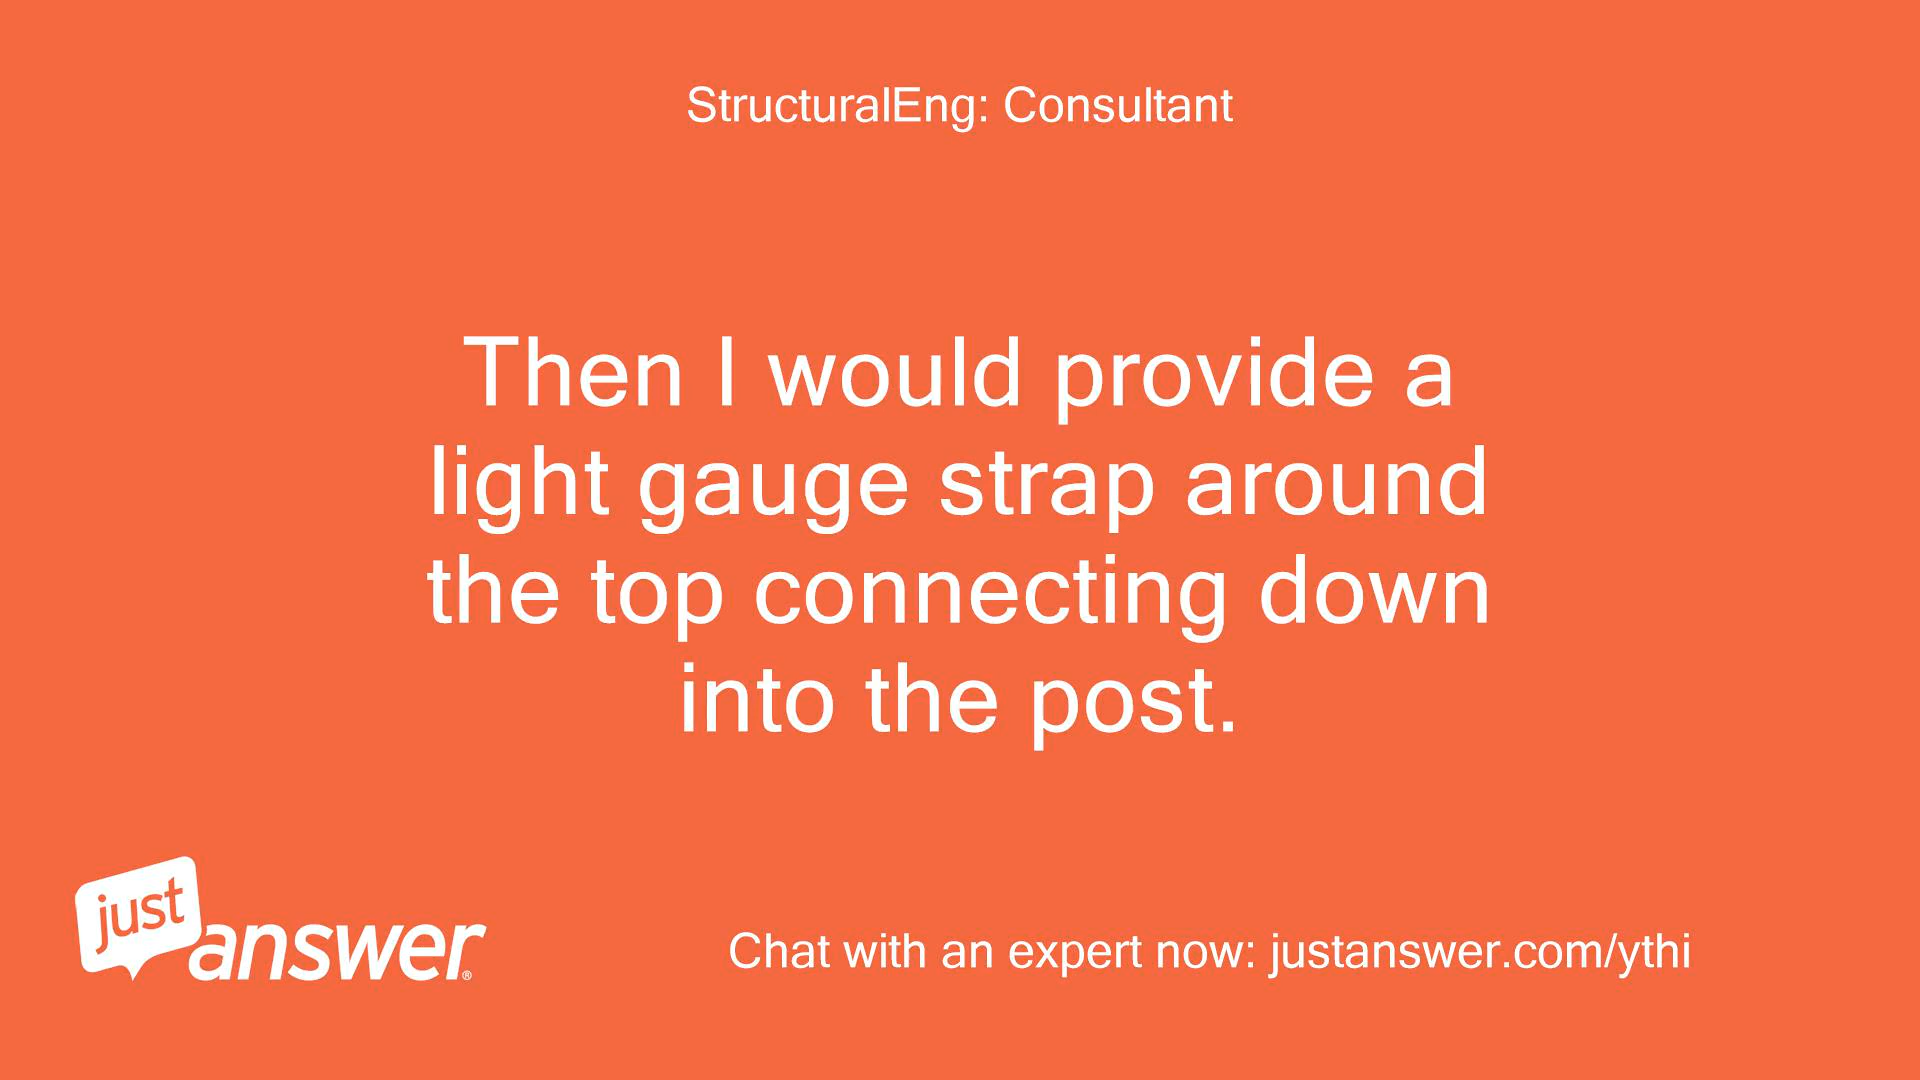 StructuralEng: Consultant
Then I would provide a
light gauge strap around
the top connecting down
into the post.
just
answer®
Chat with an expert now: justanswer.com/ythi